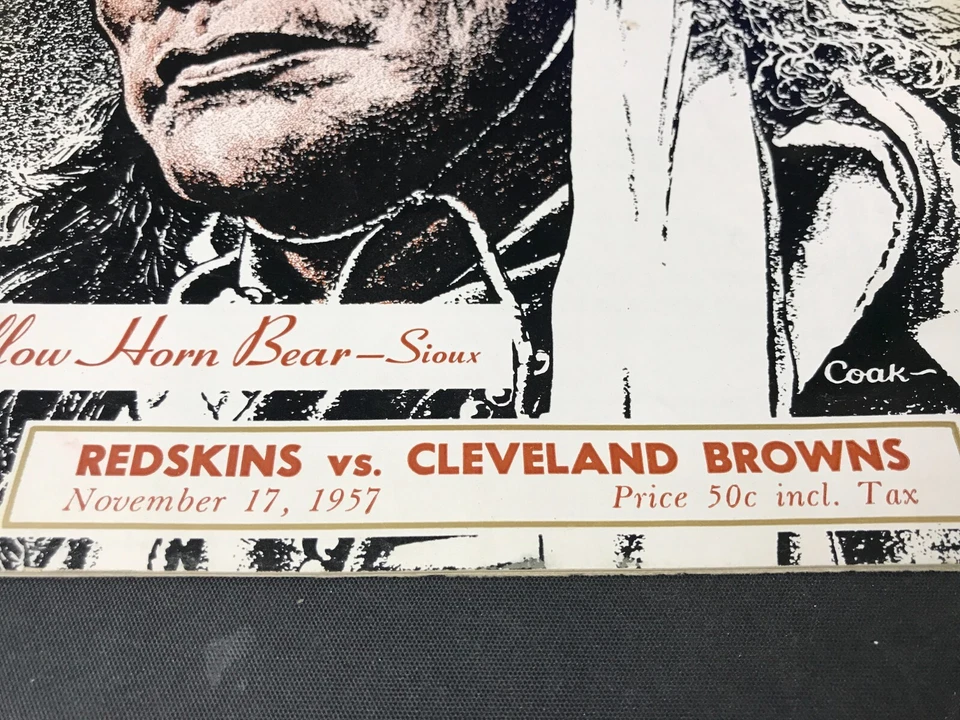 Horn Bear—Sioux
Coak—
REDSKINS vs. CLEVELAND BROWNS
November 17, 1957 Price 50c incl. Tax